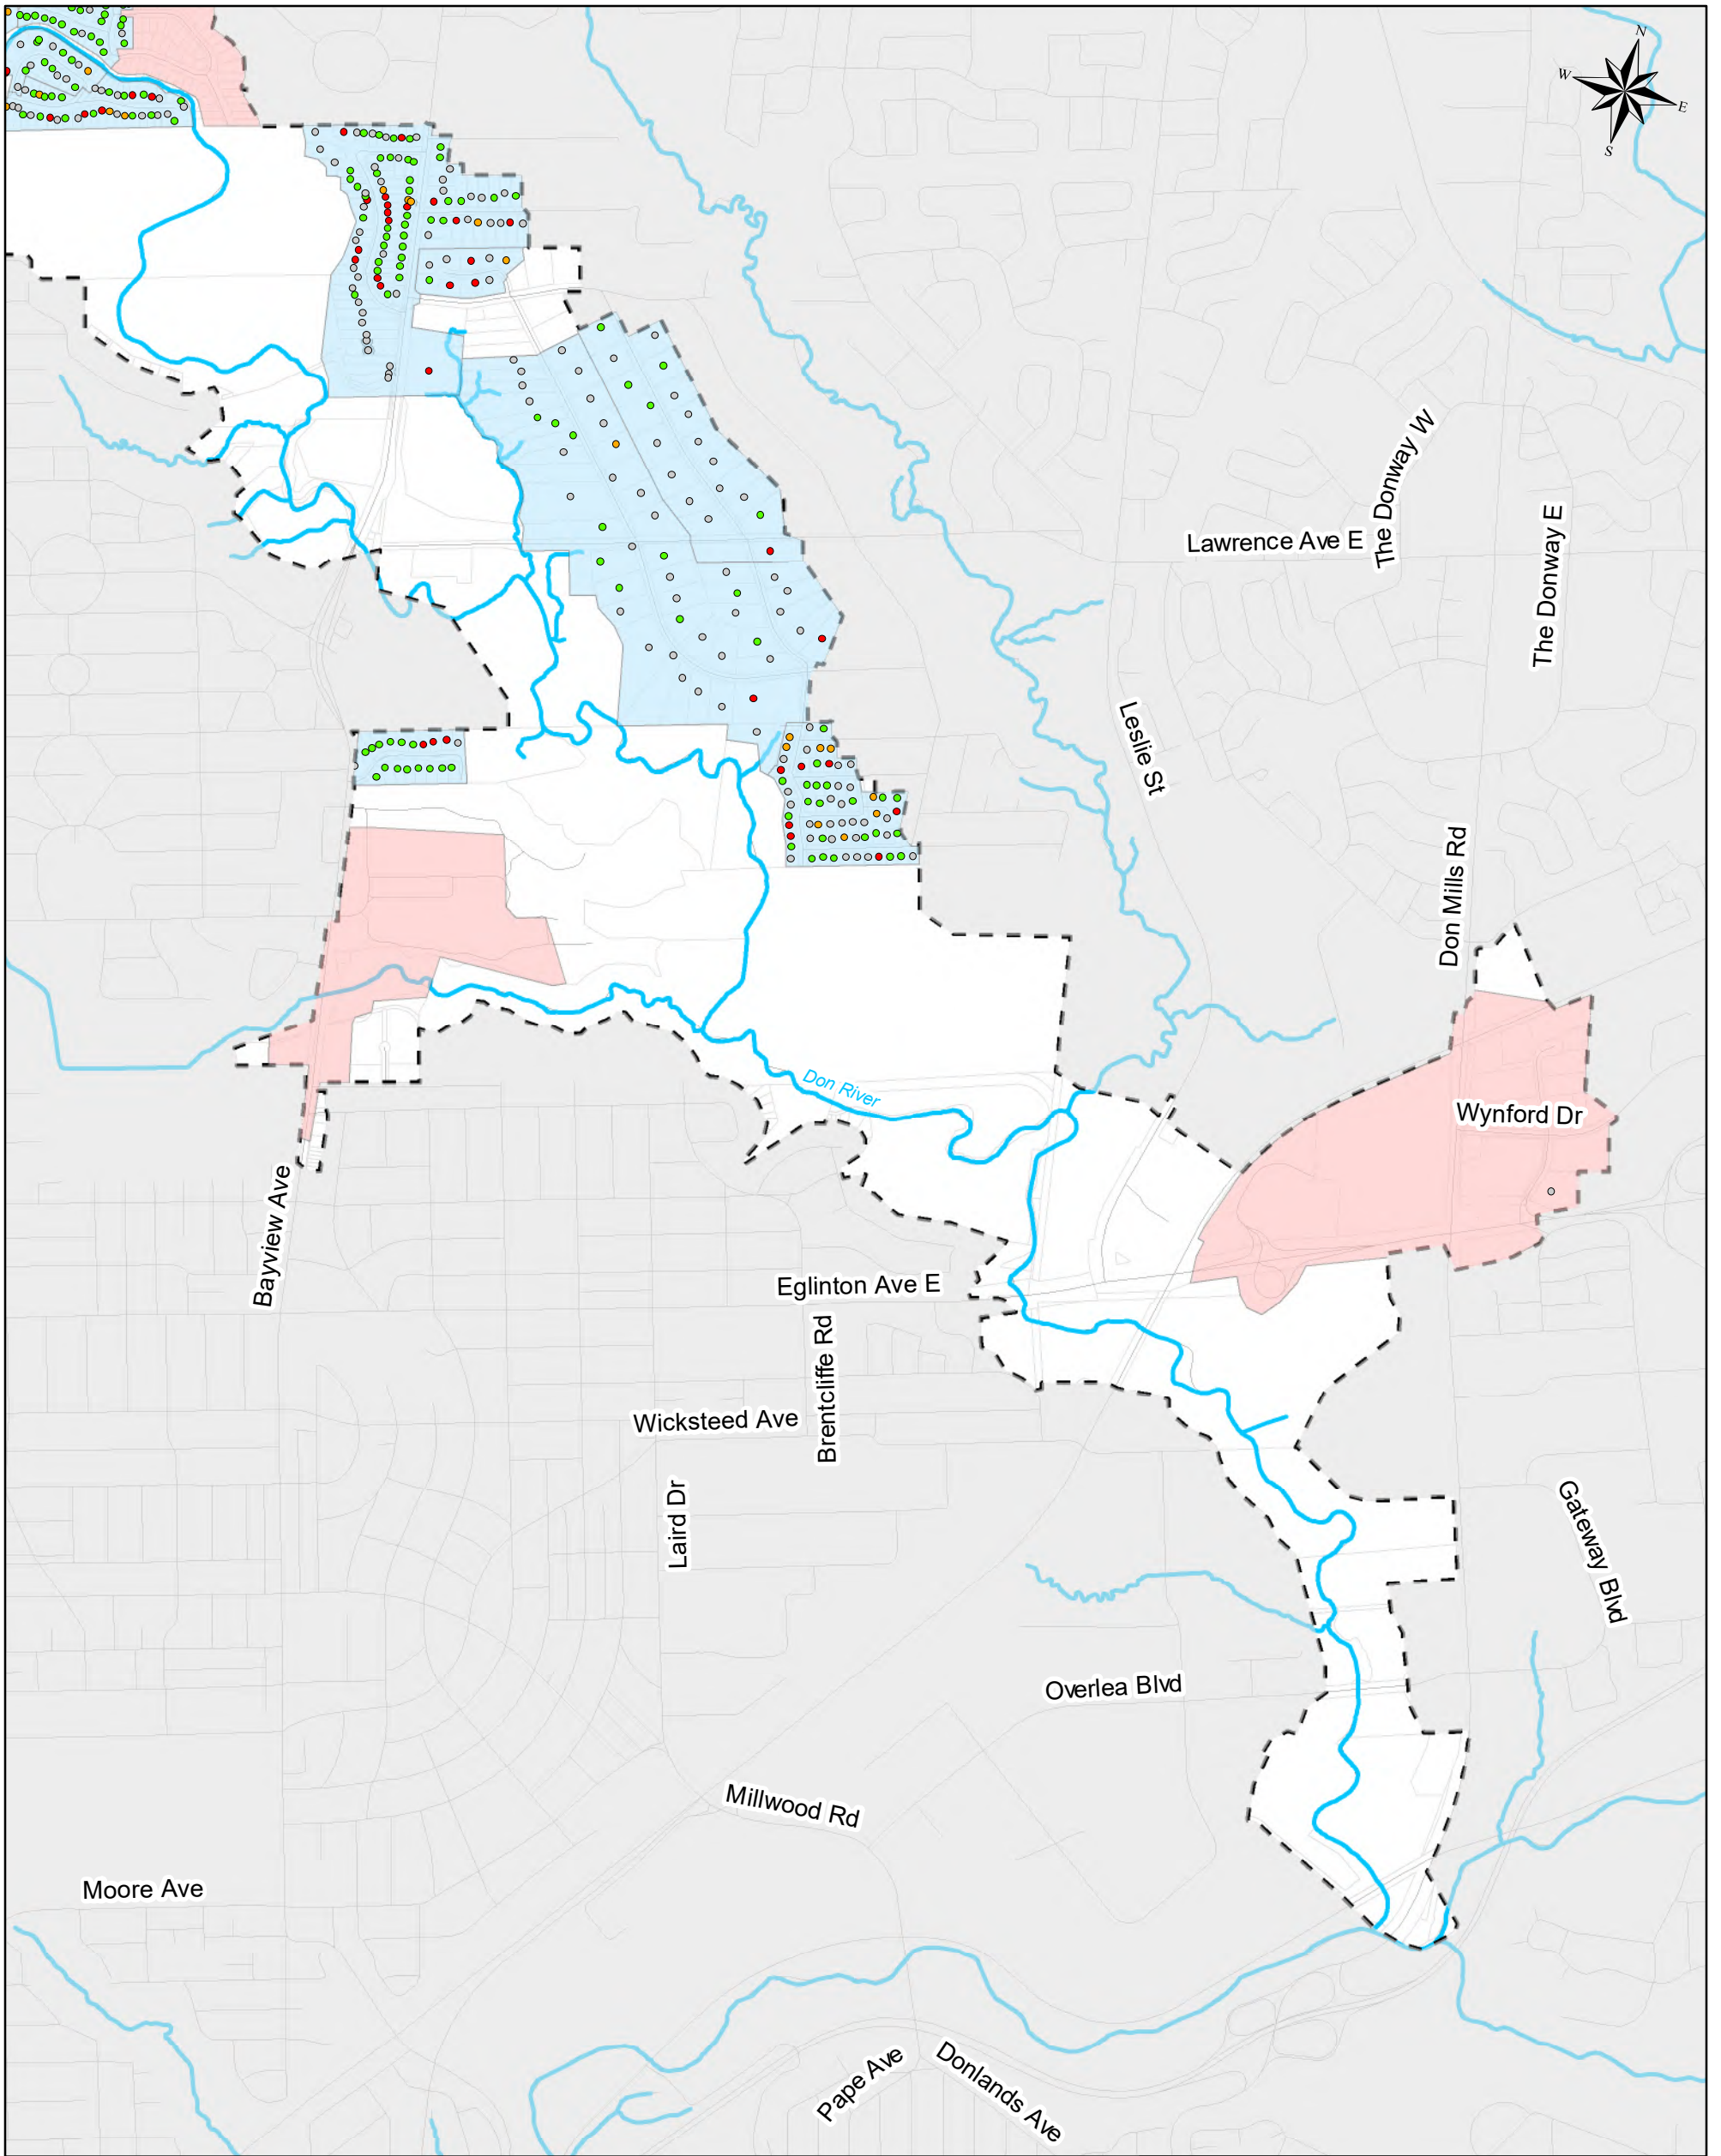 N
W
E
S
Lawrence Ave E
The Donway W
The Donway E
Leslie St
Don Mills Rd
Don River
Wynford Dr
Bayview Ave
Eglinton Ave E
Brentcliffe Rd
Wicksteed Ave
Laird Dr
Gateway Blvd
Overlea Blvd
Millwood Rd
Moore Ave
Pape Ave
Donlands Ave